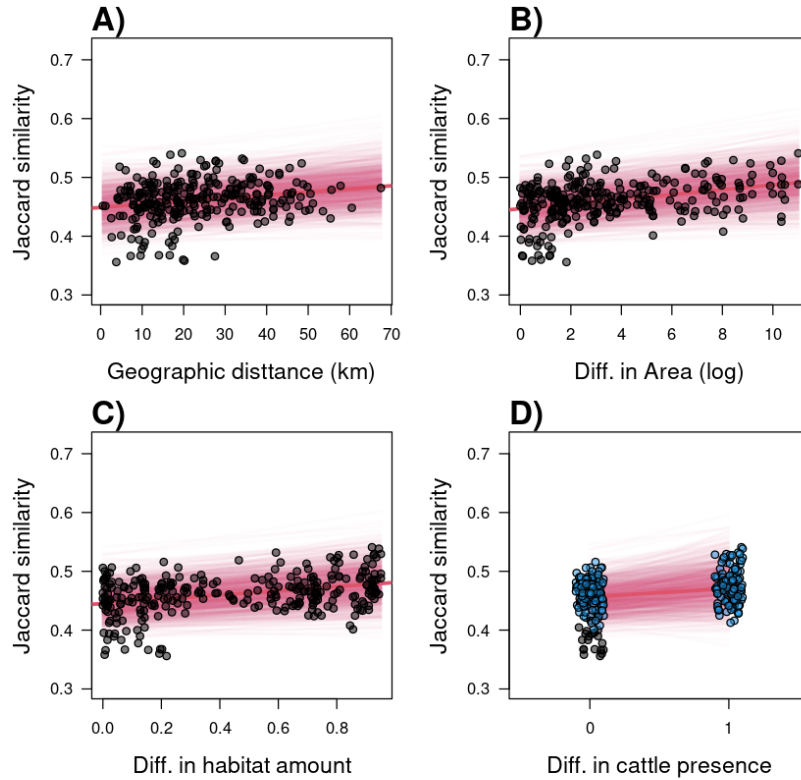 A)
Jaccard similarity
0.7
0.6
0.5
0.4
0.3
0 10 20 30 40 50 60 70
Geographic disttance (km)
B)
Jaccard similarity
0.7
0.6
0.5
0.4
0.3
0 2 4 6 8 10
Diff. in Area (log)
C)
Jaccard similarity
0.7
0.6
0.5
0.4
0.3
0.0 0.2 0.4 0.6 0.8
Diff. in habitat amount
D)
Jaccard similarity
0.7
0.6
0.5
0.4
0.3
0 1
Diff. in cattle presence